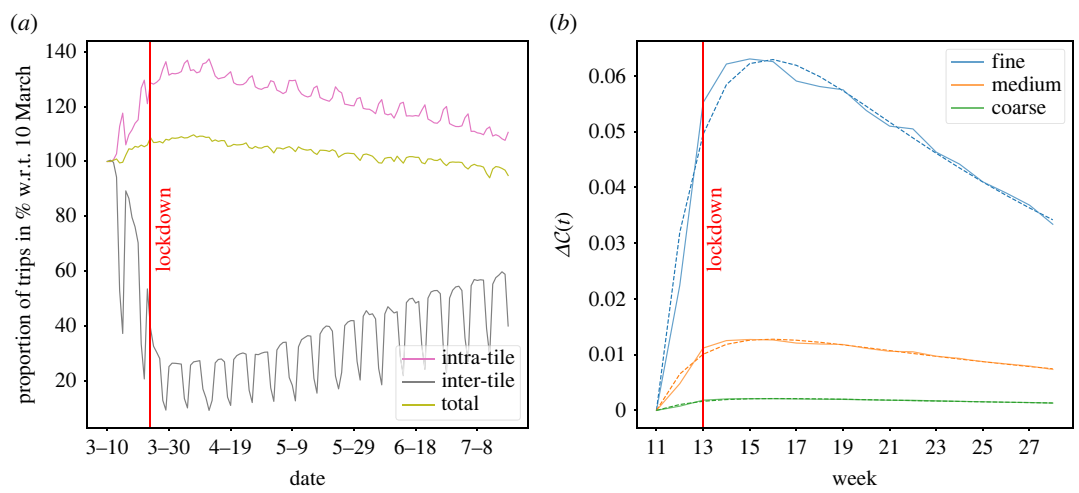 (a)
140
120
100
80
60
40
20
3–10
3–30
4–19
5–9
5–29
6–18
7–8
date
proportion of trips in % w.r.t. 10 March
lockdown
intra-tile
inter-tile
total
(b)
0.06
0.05
0.04
0.03
0.02
0.01
0
11
13
15
17
19
21
23
25
27
week
Δ𝒞(t)
lockdown
fine
medium
coarse